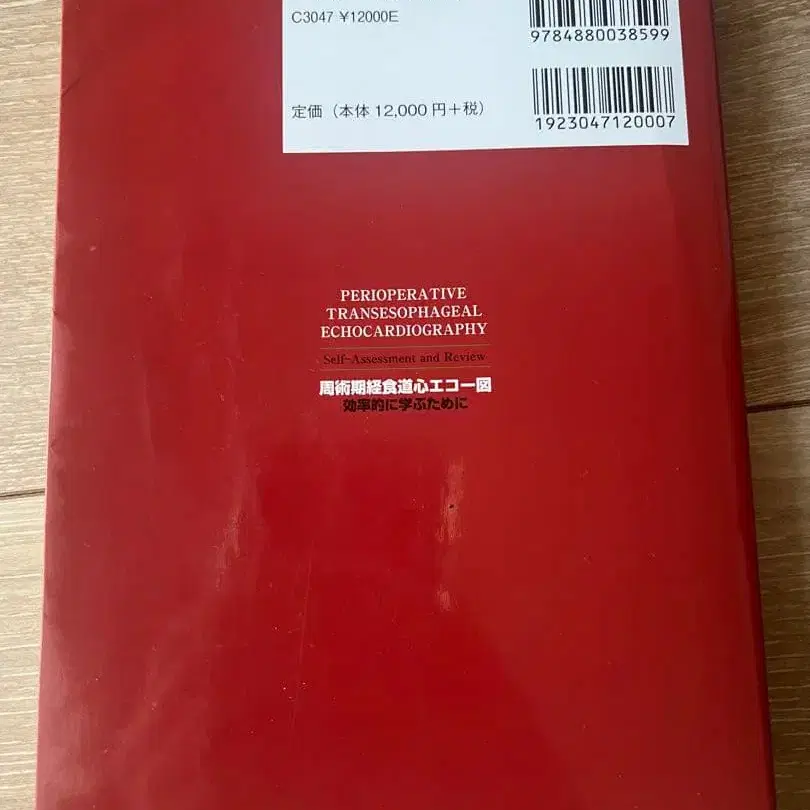 C3047 ¥12000E
9784880038599
定価（本体 12,000 円＋税）
1923047120007
PERIOPERATIVE
TRANSESOPHAGEAL
ECHOCARDIOGRAPHY
Self-Assessment and Review
周術期経食道心エコー図
効率的に学ぶために